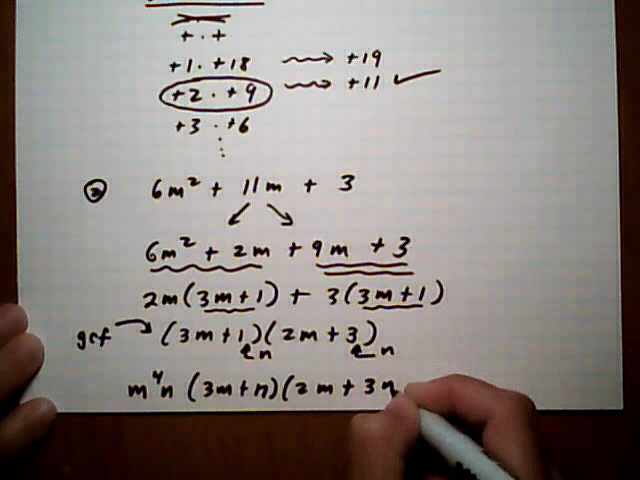 + · +
+1 · +18 ⟿ +19
+2 · +9 ⟿ +11 ✓
+3 · +6
⋮
ⓐ 6m² + 11m + 3
6m² + 2m + 9m + 3
2m(3m+1) + 3(3m+1)
gcf → (3m+1)(2m+3)
n n
m⁴n (3m+n)(2m+3n